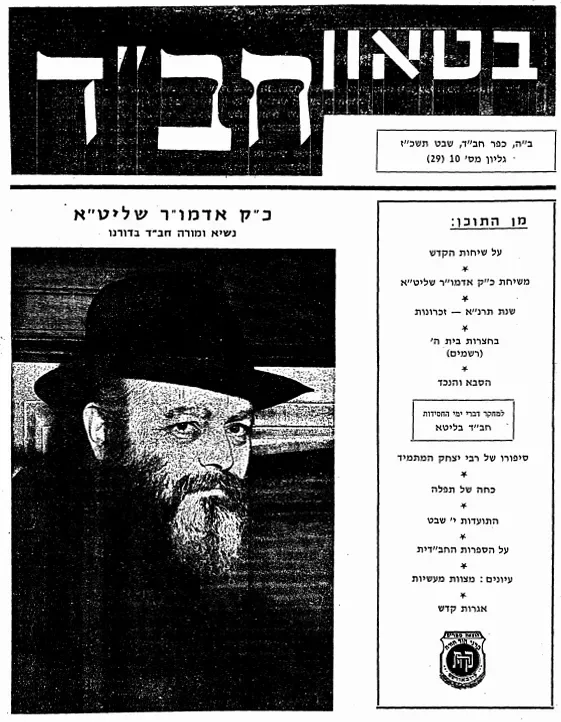 בטאון
חב"ד
ב"ה, כפר חב"ד, שבט תשכ"ז
גליון מס' 10 (29)
כ"ק אדמו"ר שליט"א
נשיא ומורה חב"ד בדורנו
מן התוכן:
על שיחות הקדש
*
משיחת כ"ק אדמו"ר שליט"א
*
שנת תרנ"א — זכרונות
*
בחצרות בית ה'
(רשמים)
*
הסבא והנכד
למחקר דברי ימי החסידות
חב"ד בליטא
סיפורו של רבי יצחק המתמיד
*
כחה של תפלה
*
התועדות י' שבט
*
על הספרות החב"דית
*
עיונים: מצוות מעשיות
*
אגרות קדש
קה"ת